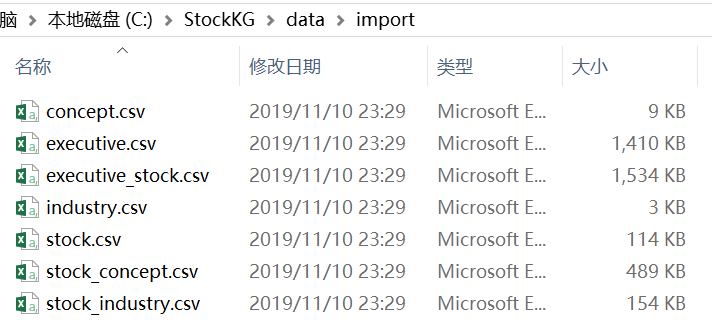 脑 > 本地磁盘 (C:) > StockKG > data > import
名称 修改日期 类型 大小
concept.csv 2019/11/10 23:29 Microsoft E... 9 KB
executive.csv 2019/11/10 23:29 Microsoft E... 1,410 KB
executive_stock.csv 2019/11/10 23:29 Microsoft E... 1,534 KB
industry.csv 2019/11/10 23:29 Microsoft E... 3 KB
stock.csv 2019/11/10 23:29 Microsoft E... 114 KB
stock_concept.csv 2019/11/10 23:29 Microsoft E... 489 KB
stock_industry.csv 2019/11/10 23:29 Microsoft E... 154 KB